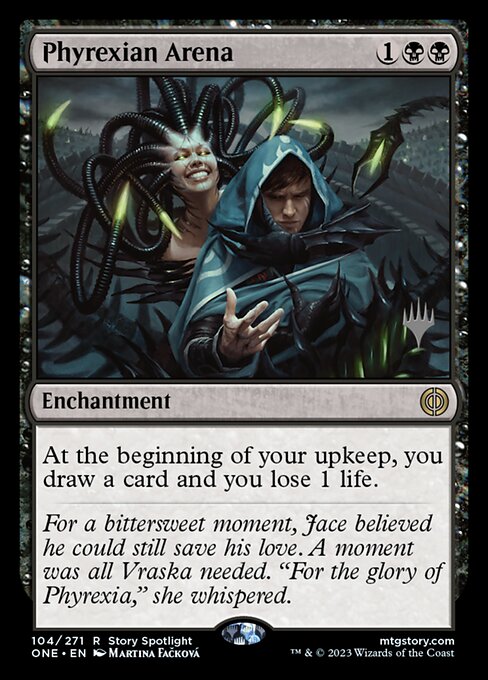 Phyrexian Arena 1
Enchantment
At the beginning of your upkeep, you
draw a card and you lose 1 life.
For a bittersweet moment, Jace believed
he could still save his love. A moment
was all Vraska needed. “For the glory of
Phyrexia,” she whispered.
104/271 R Story Spotlight
ONE • EN Martina Fačková
mtgstory.com
™ & © 2023 Wizards of the Coast